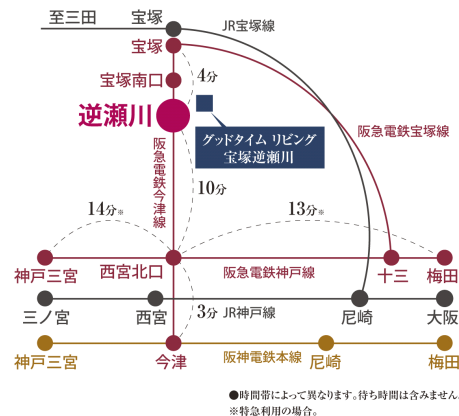 至三田
宝塚
JR宝塚線
宝塚
4分
宝塚南口
逆瀬川
グッドタイム リビング
宝塚逆瀬川
阪急電鉄宝塚線
阪急電鉄今津線
10分
14分※
13分※
神戸三宮
西宮北口
阪急電鉄神戸線
十三
梅田
三ノ宮
西宮
3分
JR神戸線
尼崎
大阪
神戸三宮
今津
阪神電鉄本線
尼崎
梅田
●時間帯によって異なります。待ち時間は含みません。
※特急利用の場合。